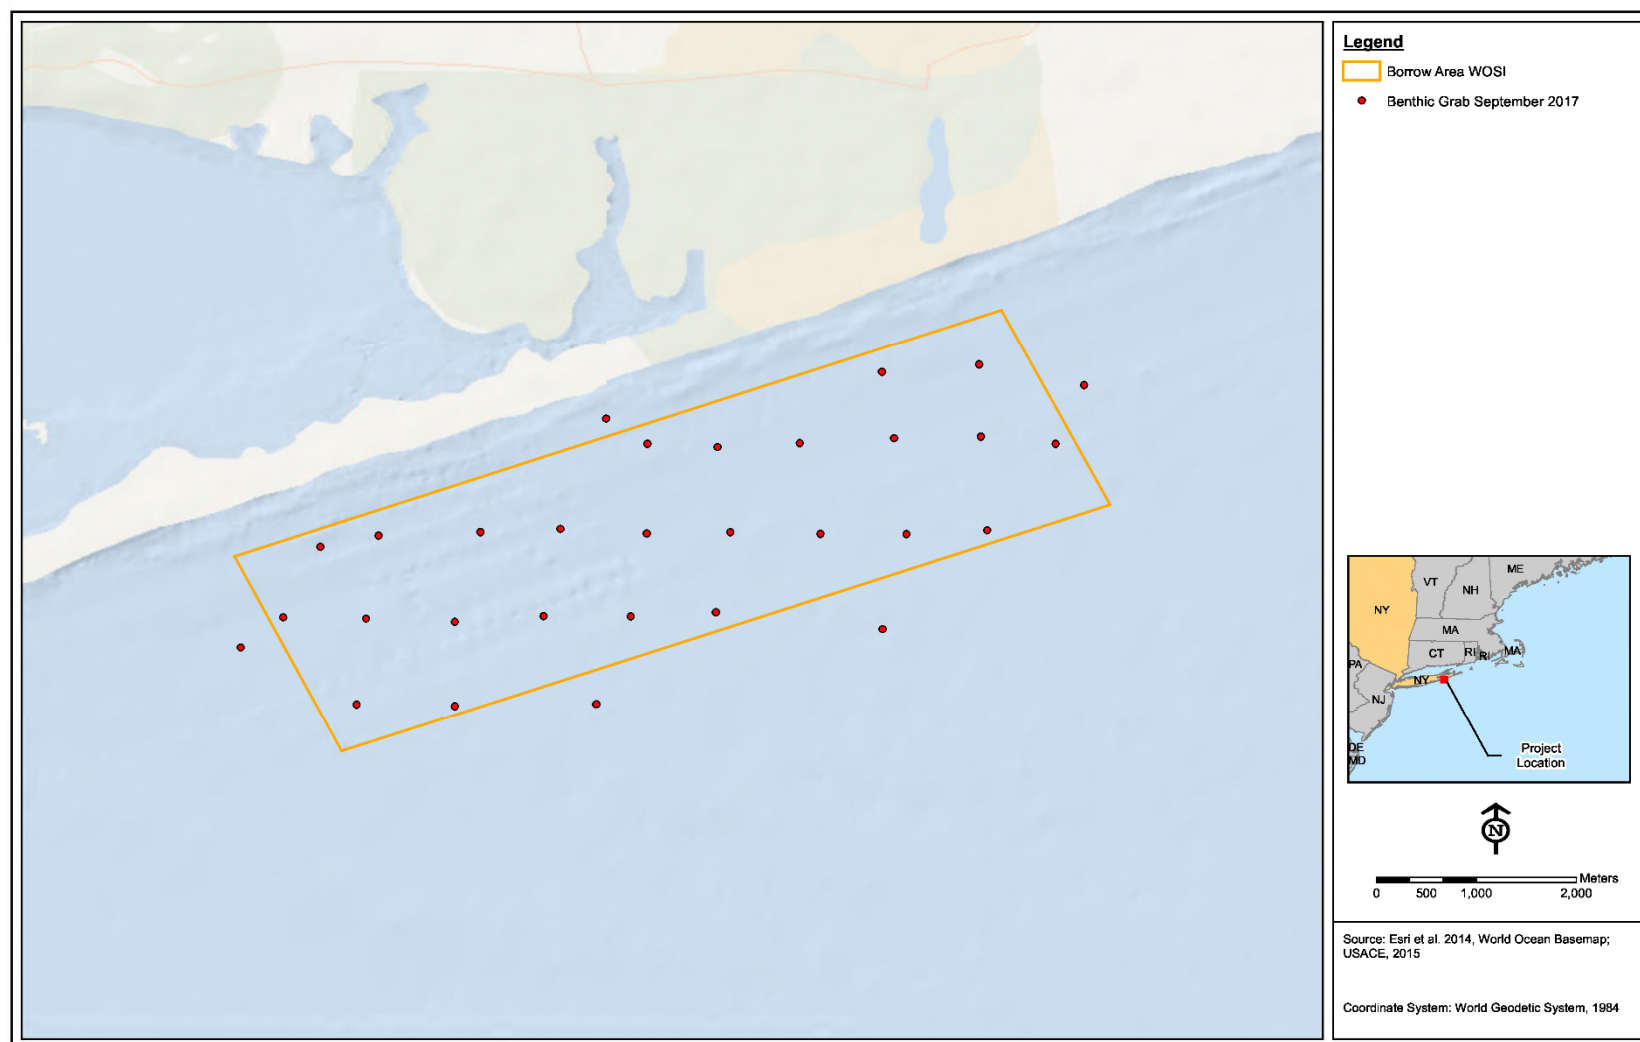 Legend
Borrow Area WOSI
Benthic Grab September 2017
ME
VT
NH
NY
MA
CT
RI
RI
MA
PA
NY
NJ
DE
MD
Project
Location
N
Meters
0 500 1,000 2,000
Source: Esri et al. 2014, World Ocean Basemap;
USACE, 2015
Coordinate System: World Geodetic System, 1984